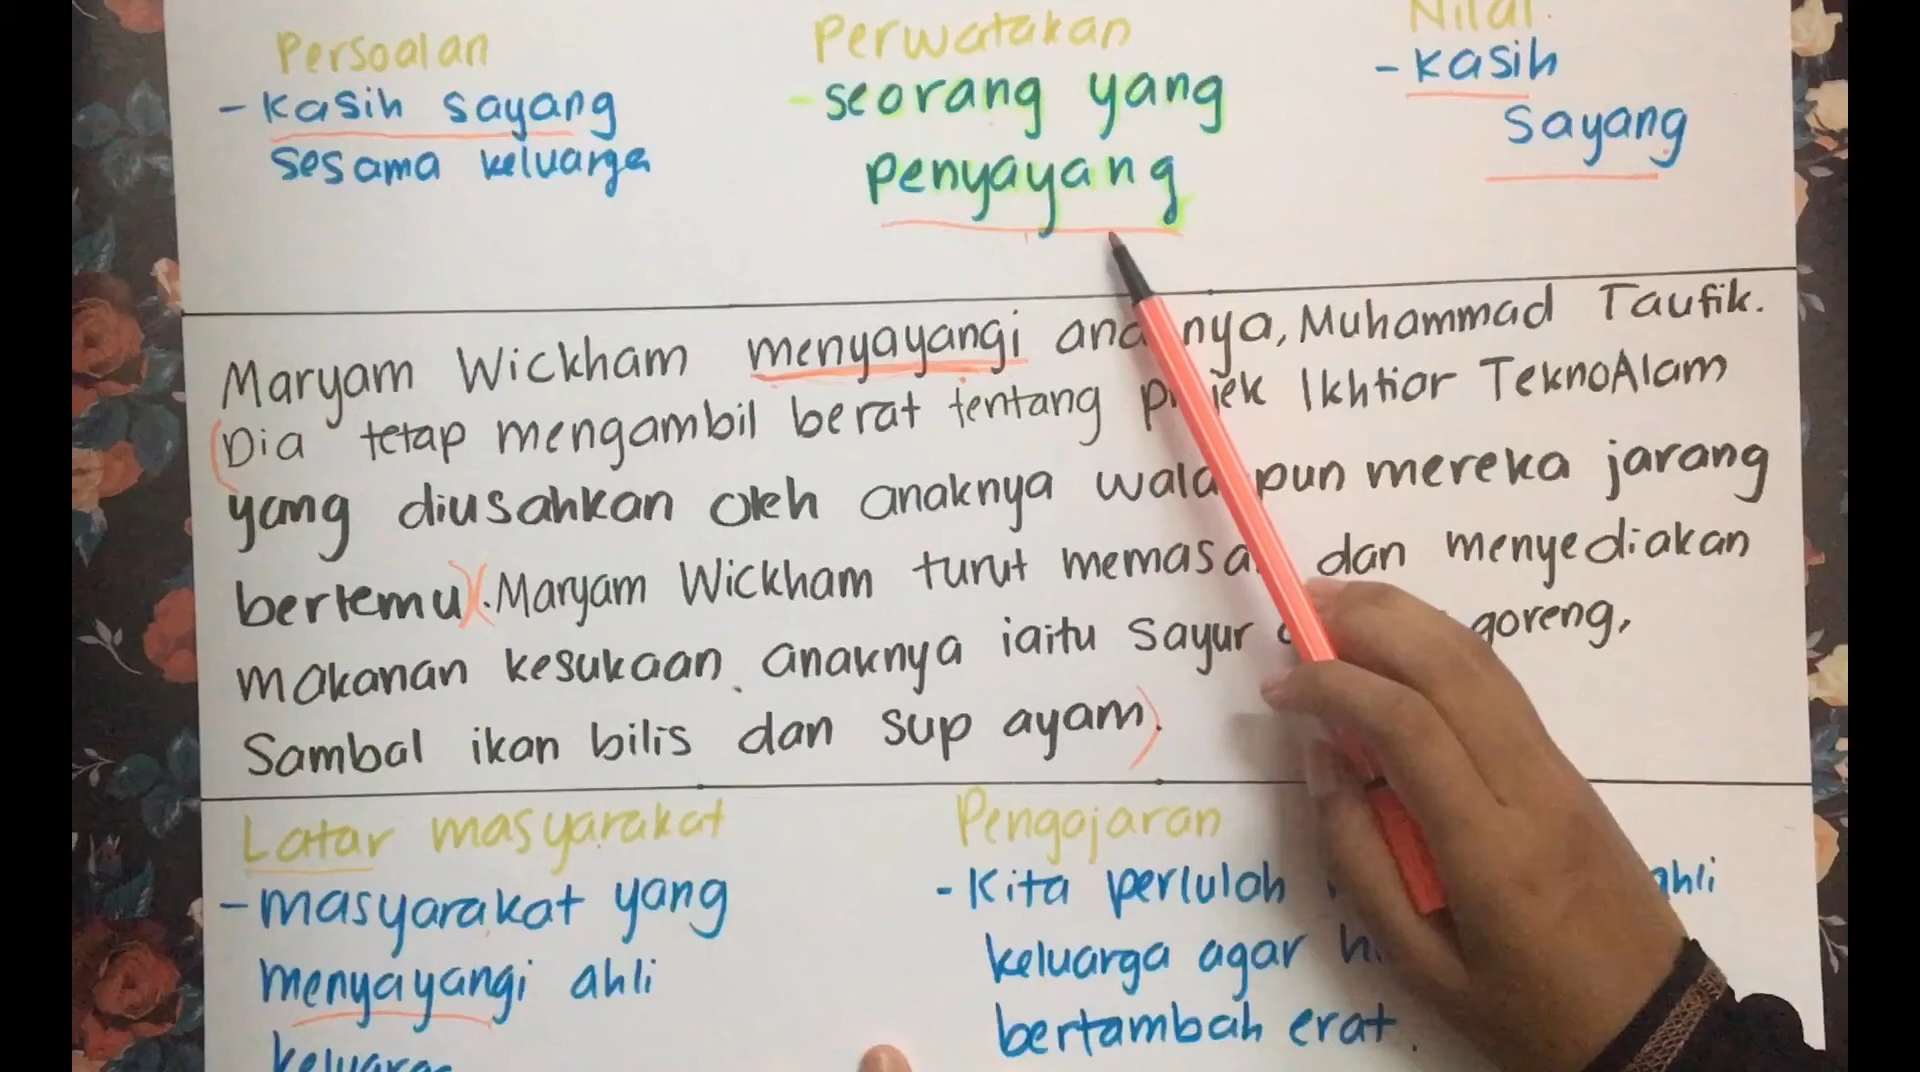 Persoalan
- kasih sayang
sesama keluarga
Perwatakan
- seorang yang
penyayang
Nilai
- kasih
sayang
Maryam Wickham menyayangi nya, Muhammad Taufik.
(Dia tetap mengambil berat tentang Ikhtiar TeknoAlam
yang diusahkan oleh anaknya pun mereka jarang
bertemu)(.Maryam Wickham turut dan menyediakan
makanan kesukaan anaknya iaitu sayur goreng,
Sambal ikan bilis dan sup ayam).
Latar masyarakat
- masyarakat yang
menyayangi ahli
keluarga
Pengajaran
- Kita perlulah ahli
keluarga agar
bertambah erat.